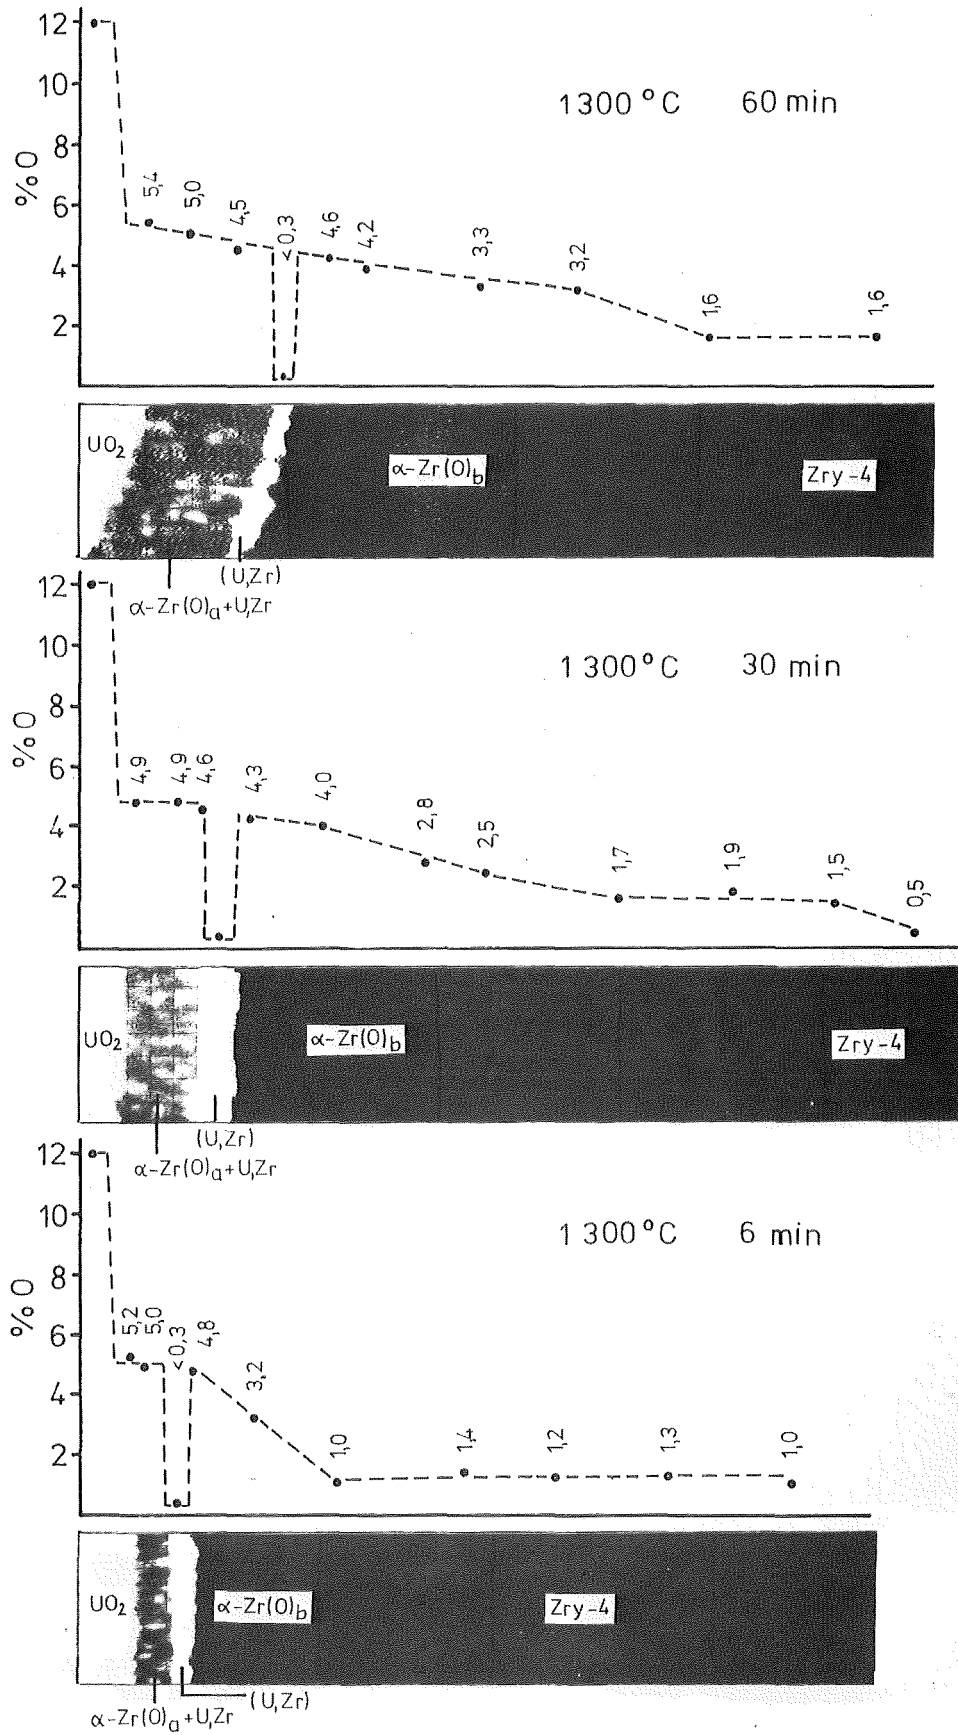 12
10
8
6
4
2
% O
1300 °C 60 min
5,4
5,0
4,5
< 0,3
4,6
4,2
3,3
3,2
1,6
1,6
UO2
α-Zr(O)b
Zry-4
(U,Zr)
α-Zr(O)a+U,Zr
12
10
8
6
4
2
% O
1300 °C 30 min
4,9
4,9
4,6
4,3
4,0
2,8
2,5
1,7
1,9
1,5
0,5
UO2
α-Zr(O)b
Zry-4
(U,Zr)
α-Zr(O)a+U,Zr
12
10
8
6
4
2
% O
1300 °C 6 min
5,2
5,0
< 0,3
4,8
3,2
1,0
1,4
1,2
1,3
1,0
UO2
α-Zr(O)b
Zry-4
(U,Zr)
α-Zr(O)a+U,Zr